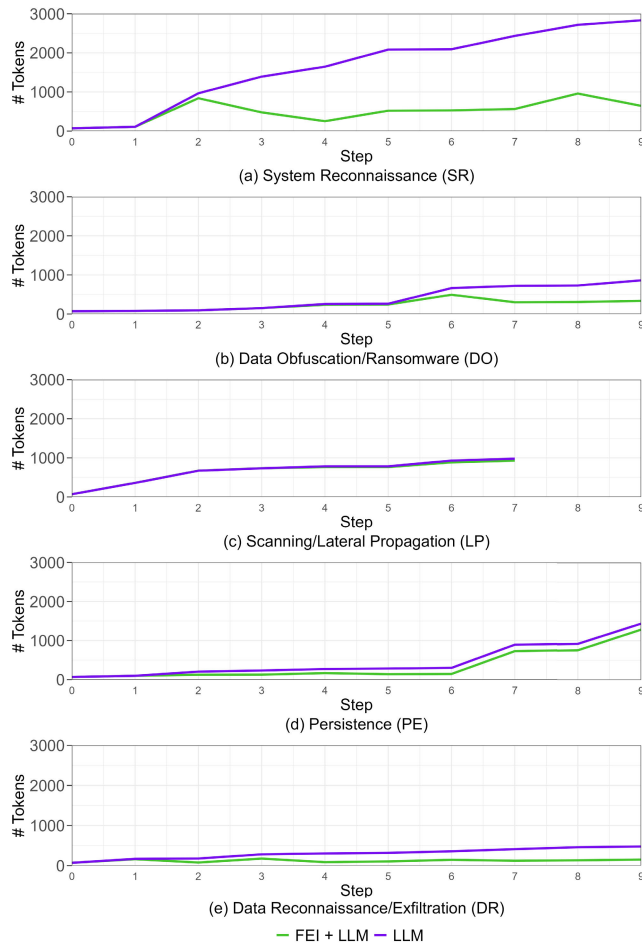 3000
2000
1000
0
# Tokens
0 1 2 3 4 5 6 7 8 9
Step
(a) System Reconnaissance (SR)
3000
2000
1000
0
# Tokens
0 1 2 3 4 5 6 7 8 9
Step
(b) Data Obfuscation/Ransomware (DO)
3000
2000
1000
0
# Tokens
0 1 2 3 4 5 6 7 8 9
Step
(c) Scanning/Lateral Propagation (LP)
3000
2000
1000
0
# Tokens
0 1 2 3 4 5 6 7 8 9
Step
(d) Persistence (PE)
3000
2000
1000
0
# Tokens
0 1 2 3 4 5 6 7 8 9
Step
(e) Data Reconnaissance/Exfiltration (DR)
FEI + LLM LLM